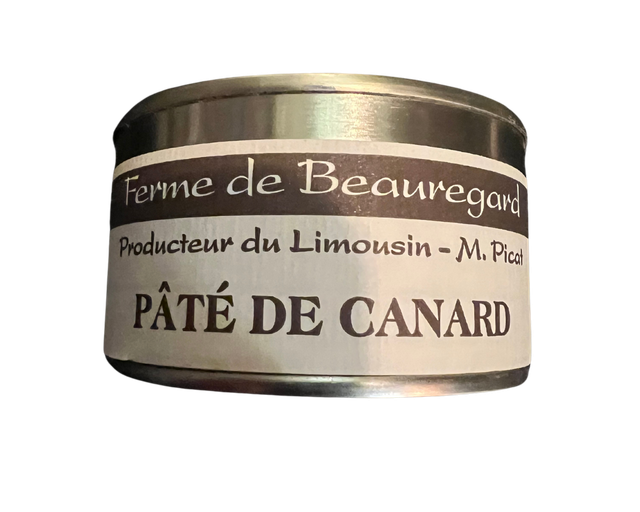 Ferme de Beauregard
Producteur du Limousin - M. Picat
PÂTÉ DE CANARD